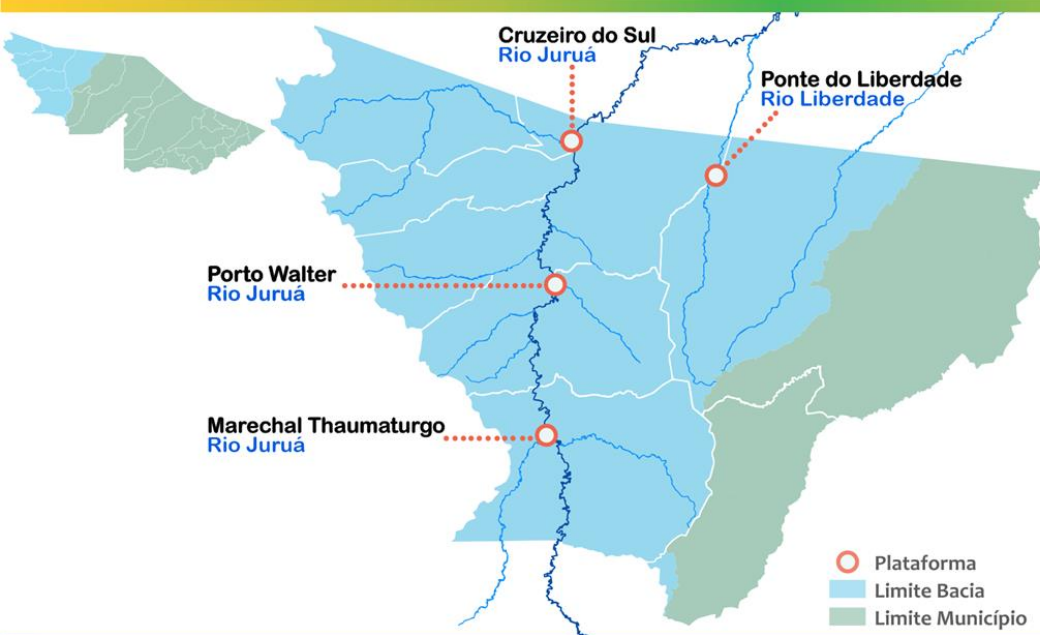 Cruzeiro do Sul
Rio Juruá
Ponte do Liberdade
Rio Liberdade
Porto Walter
Rio Juruá
Marechal Thaumaturgo
Rio Juruá
Plataforma
Limite Bacia
Limite Município